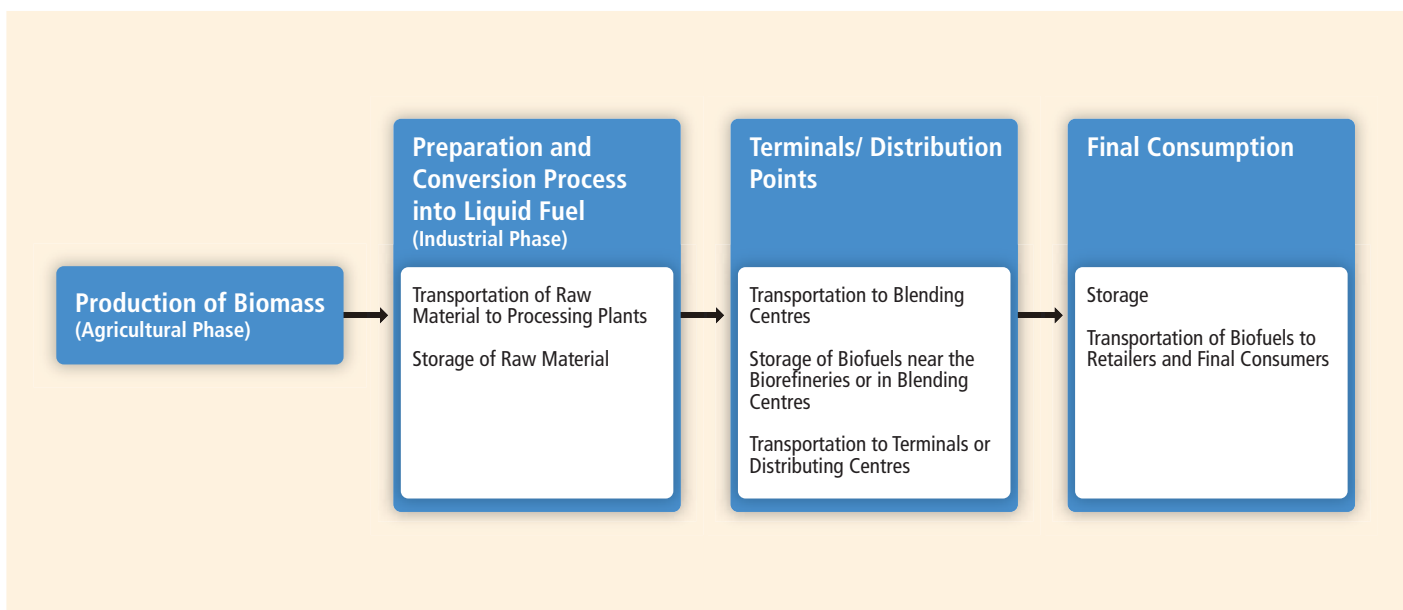 Production of Biomass
(Agricultural Phase)
Preparation and
Conversion Process
into Liquid Fuel
(Industrial Phase)
Transportation of Raw
Material to Processing Plants
Storage of Raw Material
Terminals/ Distribution
Points
Transportation to Blending
Centres
Storage of Biofuels near the
Biorefineries or in Blending
Centres
Transportation to Terminals or
Distributing Centres
Final Consumption
Storage
Transportation of Biofuels to
Retailers and Final Consumers